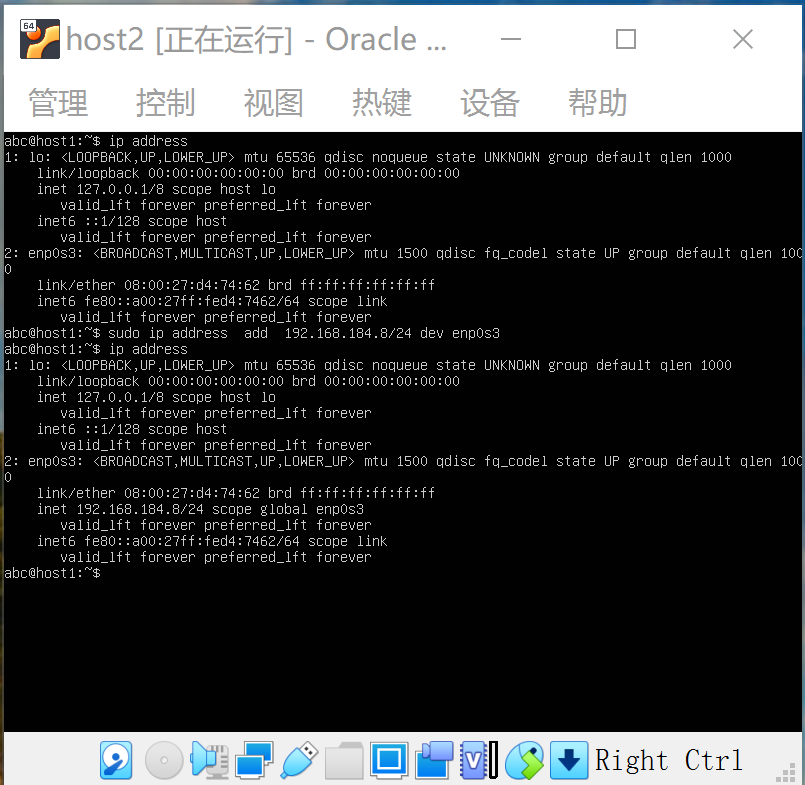 64
host2 [正在运行] - Oracle ...
管理 控制 视图 热键 设备 帮助
abc@host1:~$ ip address
1: lo: <LOOPBACK,UP,LOWER_UP> mtu 65536 qdisc noqueue state UNKNOWN group default qlen 1000
    link/loopback 00:00:00:00:00:00 brd 00:00:00:00:00:00
    inet 127.0.0.1/8 scope host lo
       valid_lft forever preferred_lft forever
    inet6 ::1/128 scope host
       valid_lft forever preferred_lft forever
2: enp0s3: <BROADCAST,MULTICAST,UP,LOWER_UP> mtu 1500 qdisc fq_codel state UP group default qlen 100
0
    link/ether 08:00:27:d4:74:62 brd ff:ff:ff:ff:ff:ff
    inet6 fe80::a00:27ff:fed4:7462/64 scope link
       valid_lft forever preferred_lft forever
abc@host1:~$ sudo ip address  add  192.168.184.8/24 dev enp0s3
abc@host1:~$ ip address
1: lo: <LOOPBACK,UP,LOWER_UP> mtu 65536 qdisc noqueue state UNKNOWN group default qlen 1000
    link/loopback 00:00:00:00:00:00 brd 00:00:00:00:00:00
    inet 127.0.0.1/8 scope host lo
       valid_lft forever preferred_lft forever
    inet6 ::1/128 scope host
       valid_lft forever preferred_lft forever
2: enp0s3: <BROADCAST,MULTICAST,UP,LOWER_UP> mtu 1500 qdisc fq_codel state UP group default qlen 100
0
    link/ether 08:00:27:d4:74:62 brd ff:ff:ff:ff:ff:ff
    inet 192.168.184.8/24 scope global enp0s3
       valid_lft forever preferred_lft forever
    inet6 fe80::a00:27ff:fed4:7462/64 scope link
       valid_lft forever preferred_lft forever
abc@host1:~$
V Right Ctrl